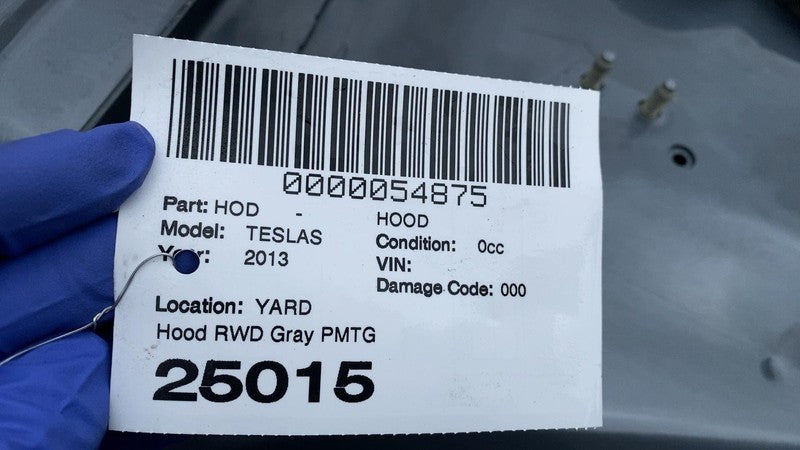 0000054875
Part: HOD - HOOD
Model: TESLAS Condition: 0cc
Year: 2013 VIN:
Damage Code: 000
Location: YARD
Hood RWD Gray PMTG
25015